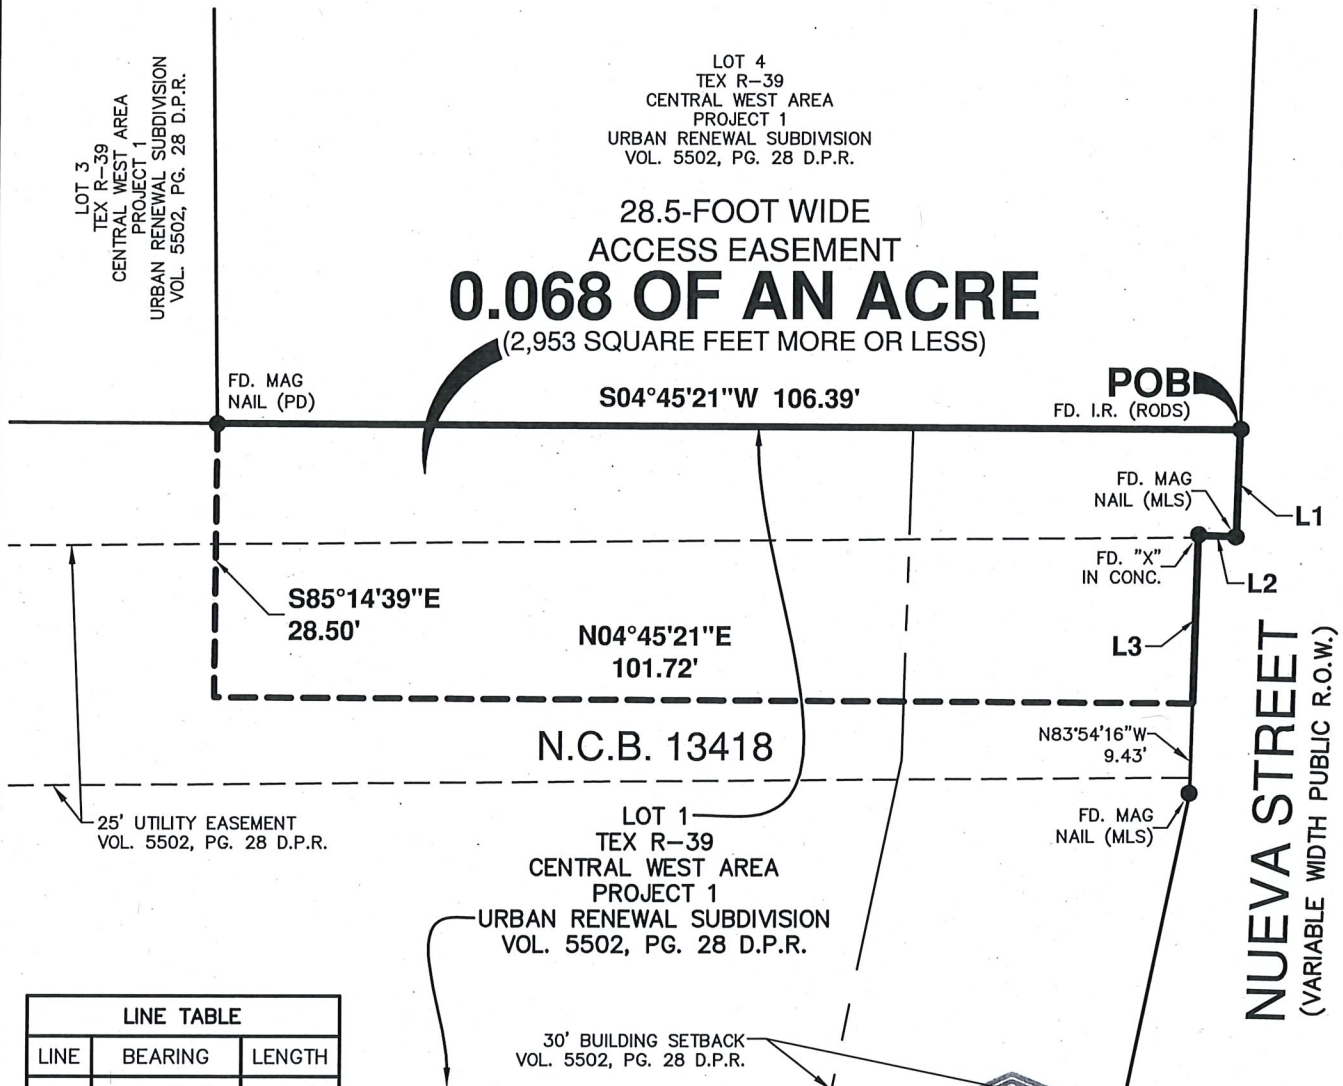 LOT 3
TEX R-39
CENTRAL WEST AREA
PROJECT 1
URBAN RENEWAL SUBDIVISION
VOL. 5502, PG. 28 D.P.R.
LOT 4
TEX R-39
CENTRAL WEST AREA
PROJECT 1
URBAN RENEWAL SUBDIVISION
VOL. 5502, PG. 28 D.P.R.
28.5-FOOT WIDE
ACCESS EASEMENT
0.068 OF AN ACRE
(2,953 SQUARE FEET MORE OR LESS)
FD. MAG
NAIL (PD)
S04°45'21"W 106.39'
POB
FD. I.R. (RODS)
FD. MAG
NAIL (MLS)
L1
FD. "X"
IN CONC.
L2
S85°14'39"E
28.50'
N04°45'21"E
101.72'
L3
N.C.B. 13418
N83°54'16"W
9.43'
25' UTILITY EASEMENT
VOL. 5502, PG. 28 D.P.R.
LOT 1
TEX R-39
CENTRAL WEST AREA
PROJECT 1
URBAN RENEWAL SUBDIVISION
VOL. 5502, PG. 28 D.P.R.
FD. MAG
NAIL (MLS)
NUEVA STREET
(VARIABLE WIDTH PUBLIC R.O.W.)
LINE TABLE
LINE BEARING LENGTH
30' BUILDING SETBACK
VOL. 5502, PG. 28 D.P.R.